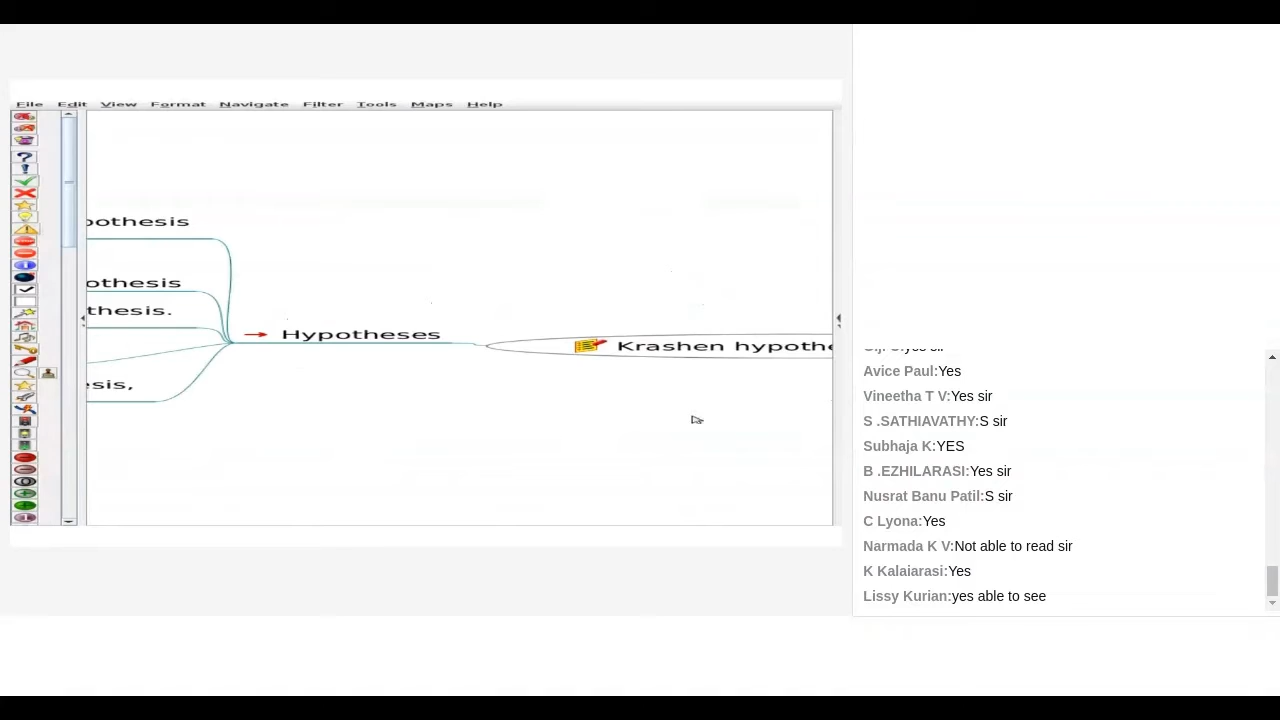 File Edit View Format Navigate Filter Tools Maps Help
pothesis
othesis
thesis.
Hypotheses
Krashen hypothe
esis,
yes sir
Avice Paul:Yes
Vineetha T V:Yes sir
S .SATHIAVATHY:S sir
Subhaja K:YES
B .EZHILARASI:Yes sir
Nusrat Banu Patil:S sir
C Lyona:Yes
Narmada K V:Not able to read sir
K Kalaiarasi:Yes
Lissy Kurian:yes able to see